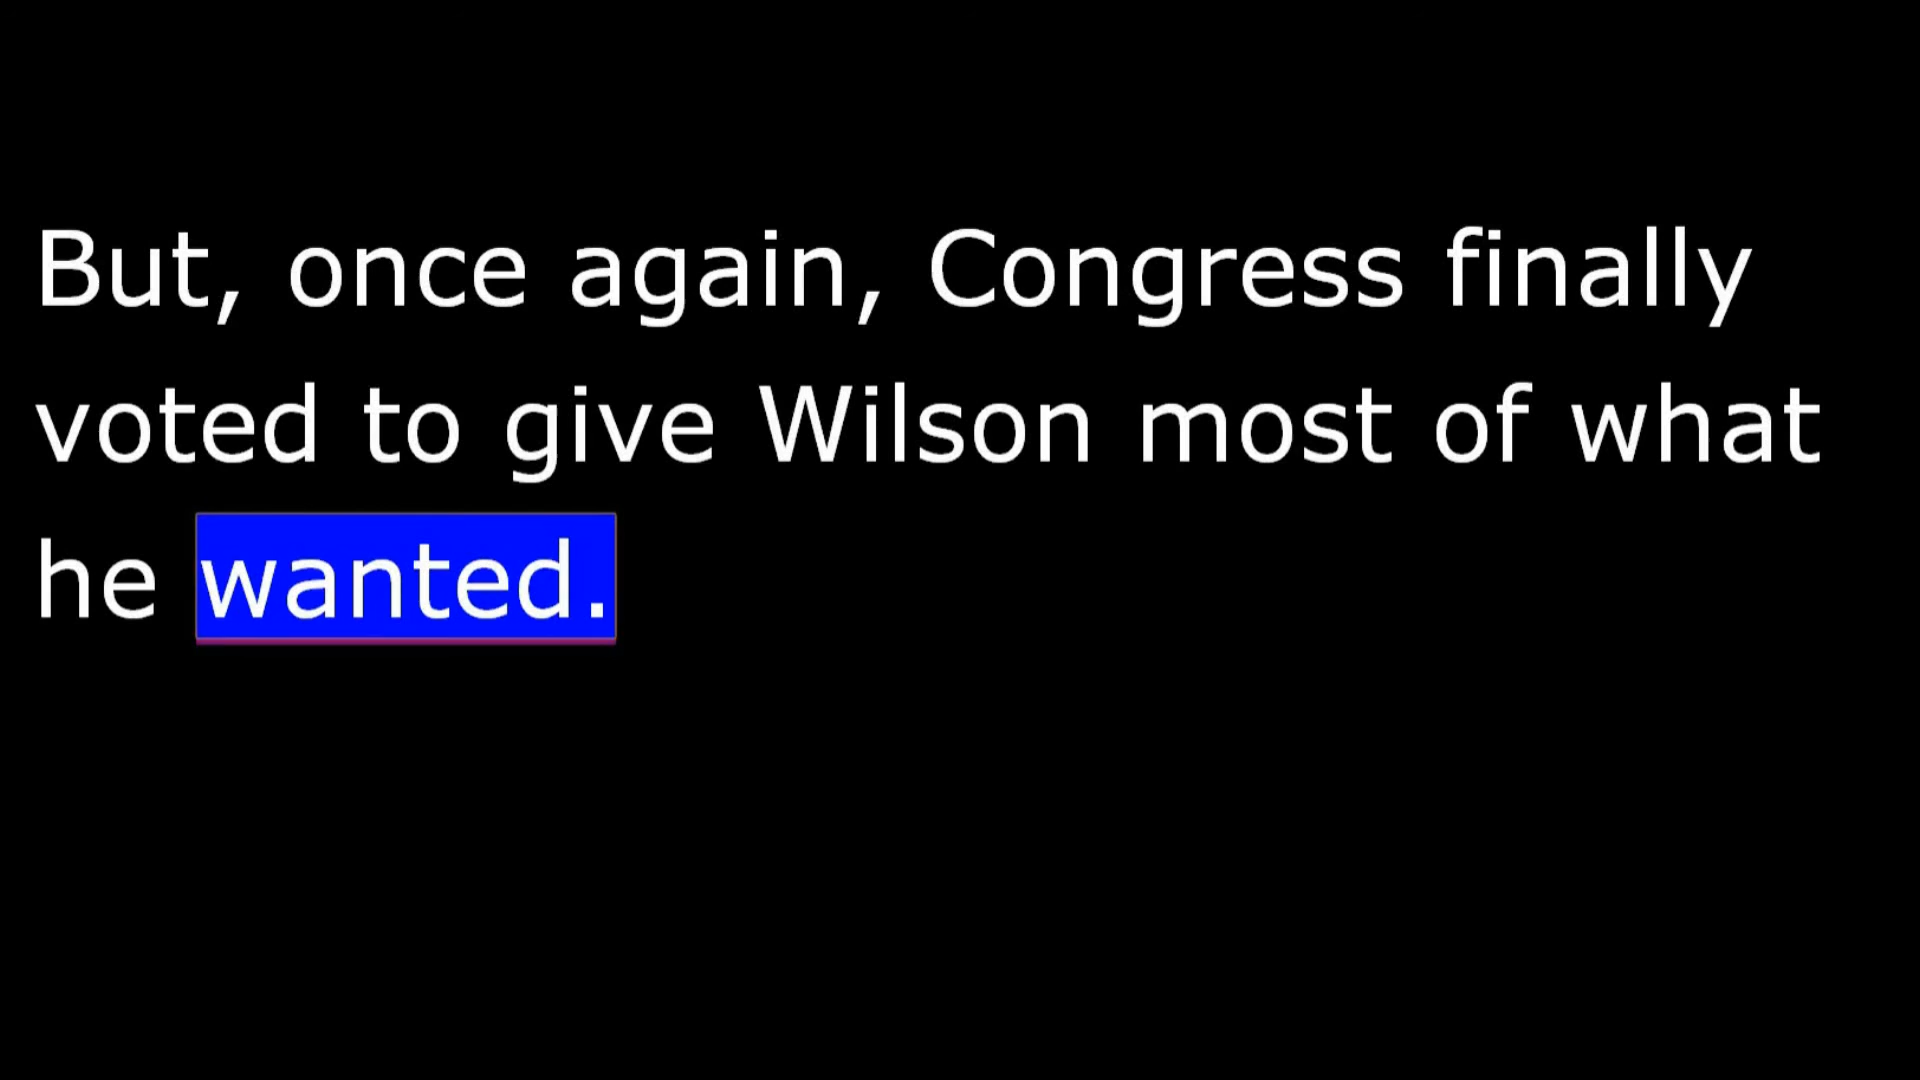 But, once again, Congress finally
voted to give Wilson most of what
he wanted.